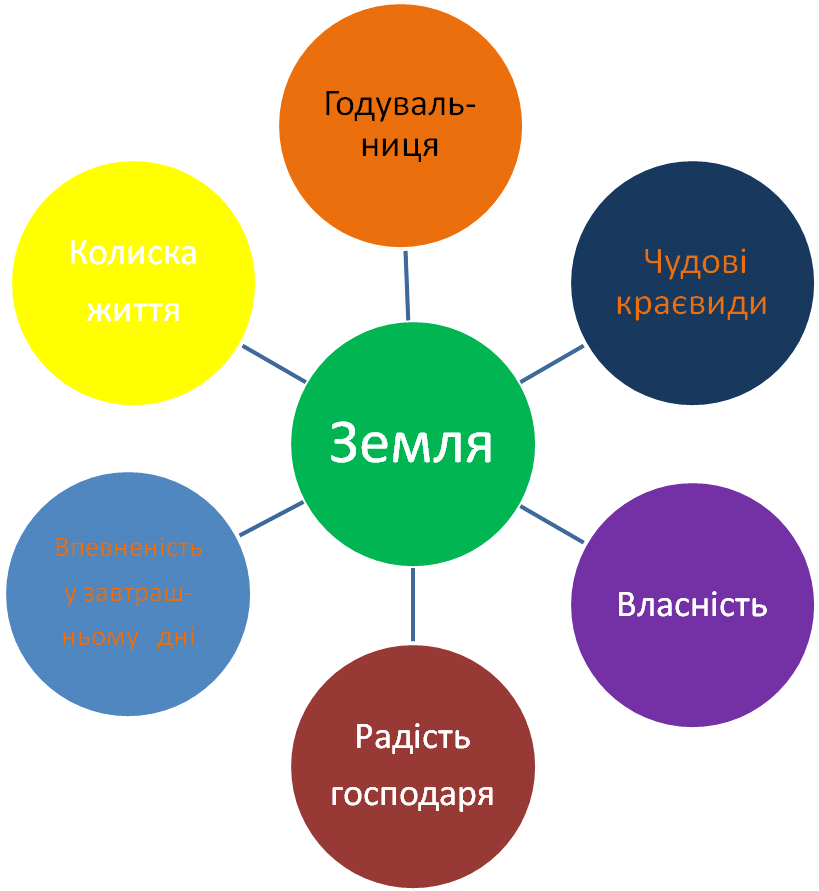 Годуваль-
ниця
Колиска
життя
Чудові
краєвиди
Земля
Впевненість
у завтраш-
ньому дні
Власність
Радість
господаря